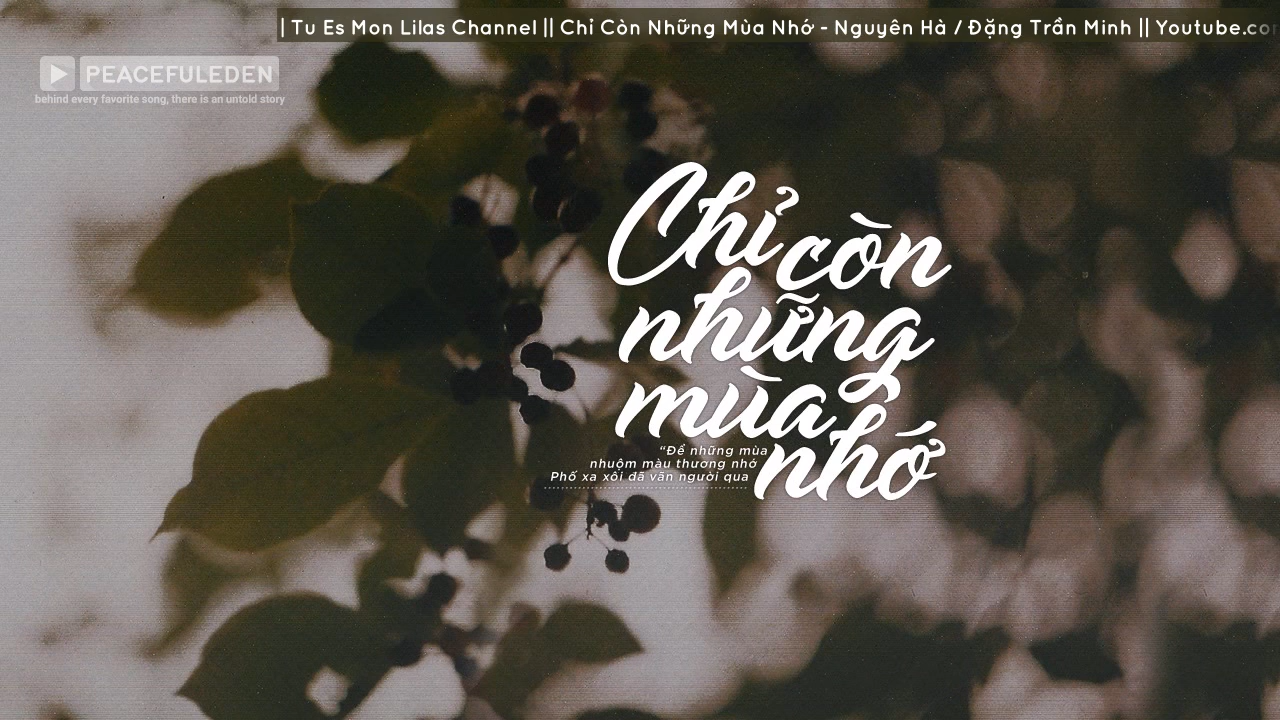 | Tu Es Mon Lilas Channel || Chỉ Còn Những Mùa Nhớ - Nguyên Hà / Đặng Trần Minh || Youtube.co
PEACEFULEDEN
behind every favorite song, there is an untold story
Chỉ còn
những
mùa
nhớ
“Để những mùa
nhuộm màu thương nhớ
Phố xa xôi đã vãn người qua